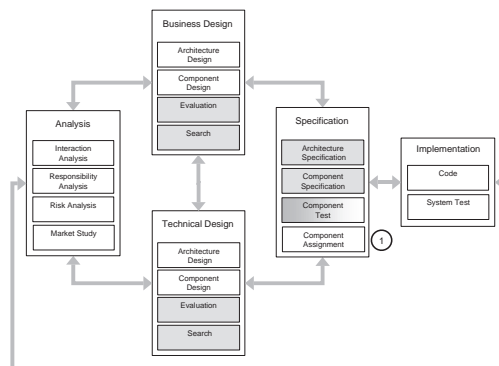 Business Design
Architecture
Design
Component
Design
Evaluation
Search
Analysis
Interaction
Analysis
Responsibility
Analysis
Risk Analysis
Market Study
Specification
Architecture
Specification
Component
Specification
Component
Test
Component
Assignment
1
Implementation
Code
System Test
Technical Design
Architecture
Design
Component
Design
Evaluation
Search